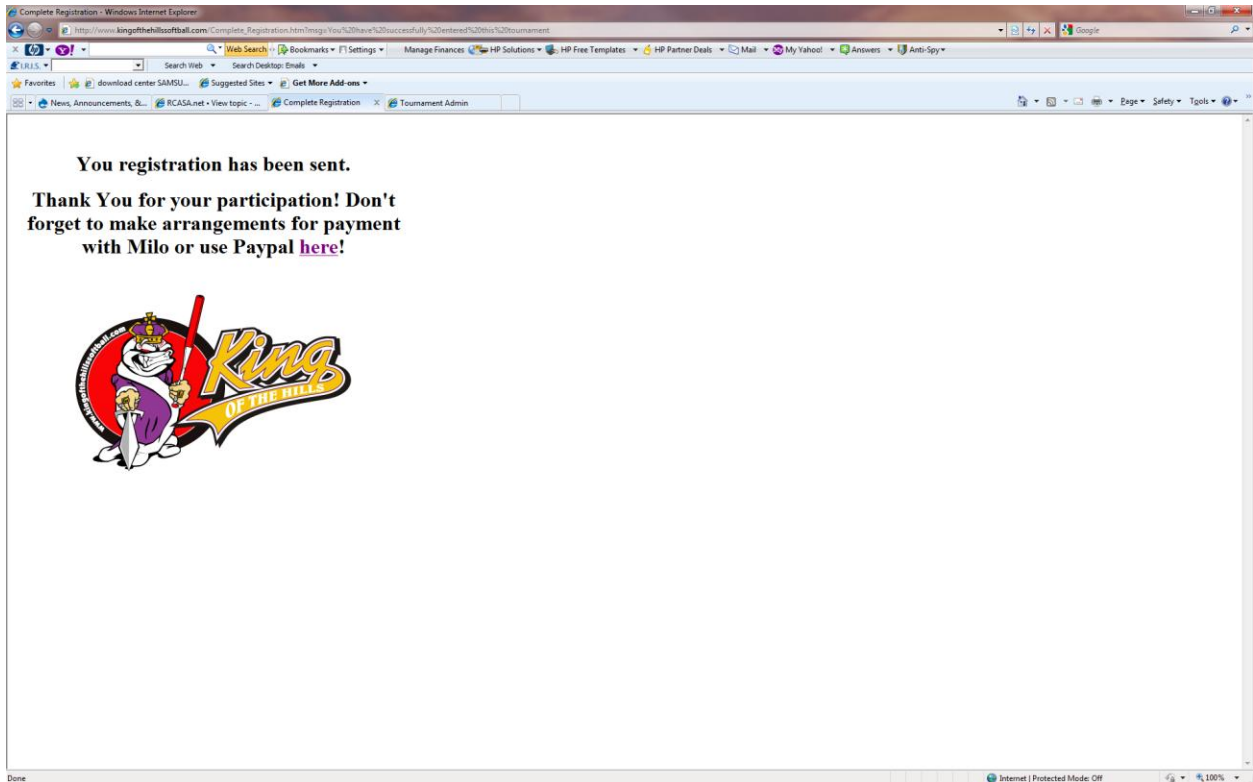 Complete Registration - Windows Internet Explorer
http://www.kingofthehillssoftball.com/Complete_Registration.htm?msg=You%20have%20successfully%20entered%20this%20tournament
Google
Web Search Bookmarks Settings Manage Finances HP Solutions HP Free Templates HP Partner Deals Mail My Yahoo! Answers Anti-Spy
I.R.I.S. Search Web Search Desktop: Emails
Favorites download center SAMSU... Suggested Sites Get More Add-ons
News, Announcements, &... RCASA.net • View topic - ... Complete Registration X Tournament Admin Page Safety Tools
You registration has been sent.
Thank You for your participation! Don't
forget to make arrangements for payment
with Milo or use Paypal here!
www.kingofthehillssoftball.com
King
OF THE HILLS
Done Internet | Protected Mode: Off 100%